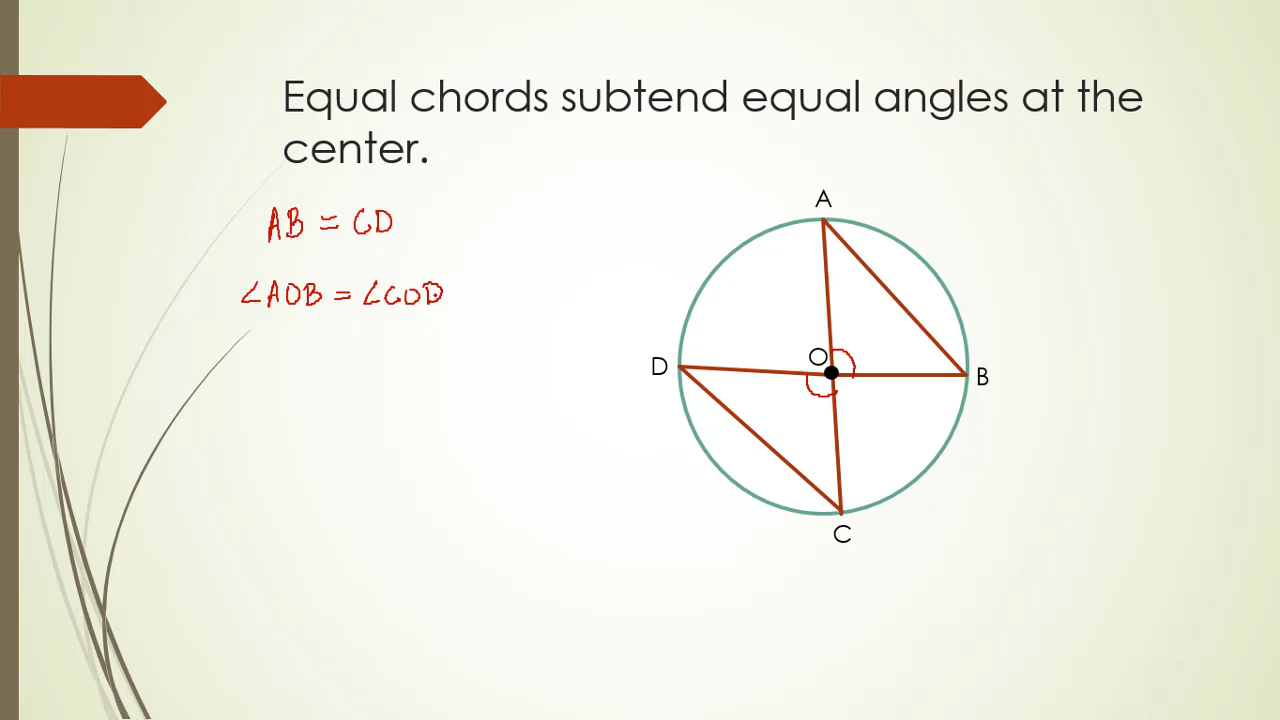 Equal chords subtend equal angles at the
center.
AB = CD
∠AOB = ∠COD
A
O
D
B
C